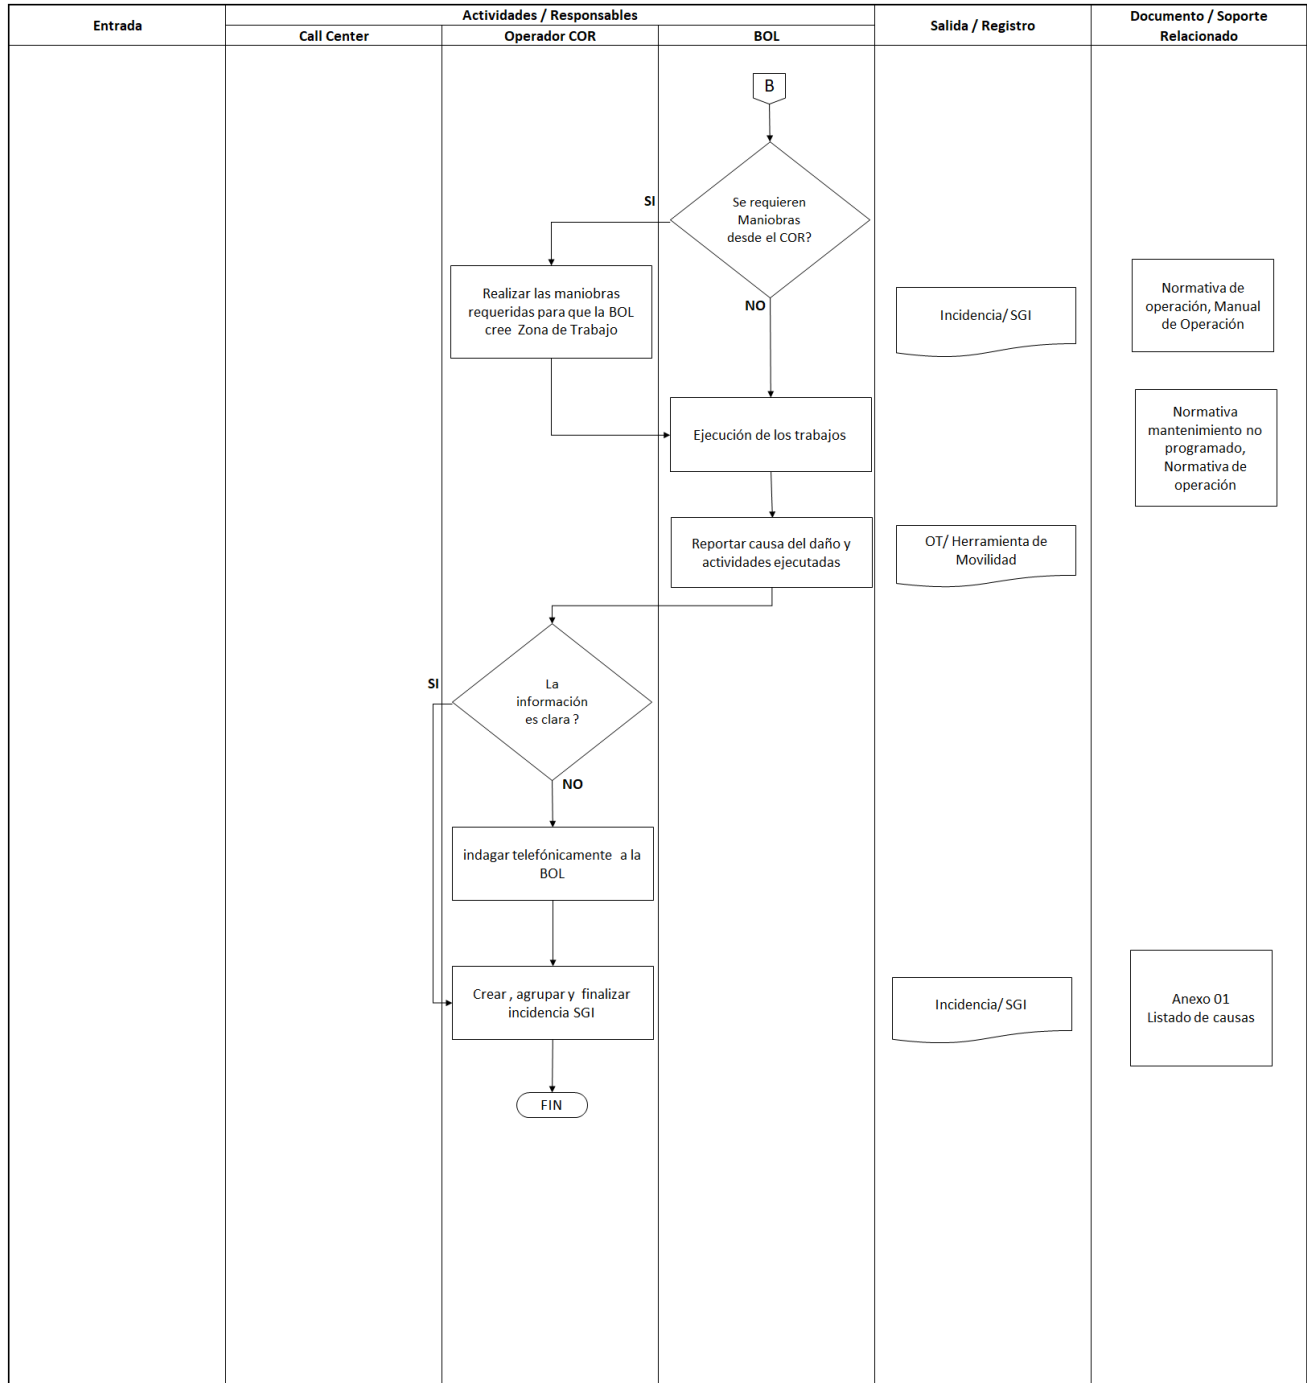 Entrada
Actividades / Responsables
Call Center
Operador COR
BOL
Salida / Registro
Documento / Soporte
Relacionado
B
Se requieren
Maniobras
desde el COR?
SI
NO
Realizar las maniobras
requeridas para que la BOL
cree Zona de Trabajo
Incidencia/ SGI
Normativa de
operación, Manual
de Operación
Ejecución de los trabajos
Normativa
mantenimiento no
programado,
Normativa de
operación
Reportar causa del daño y
actividades ejecutadas
OT/ Herramienta de
Movilidad
La
información
es clara ?
SI
NO
indagar telefónicamente a la
BOL
Crear , agrupar y finalizar
incidencia SGI
Incidencia/ SGI
Anexo 01
Listado de causas
FIN